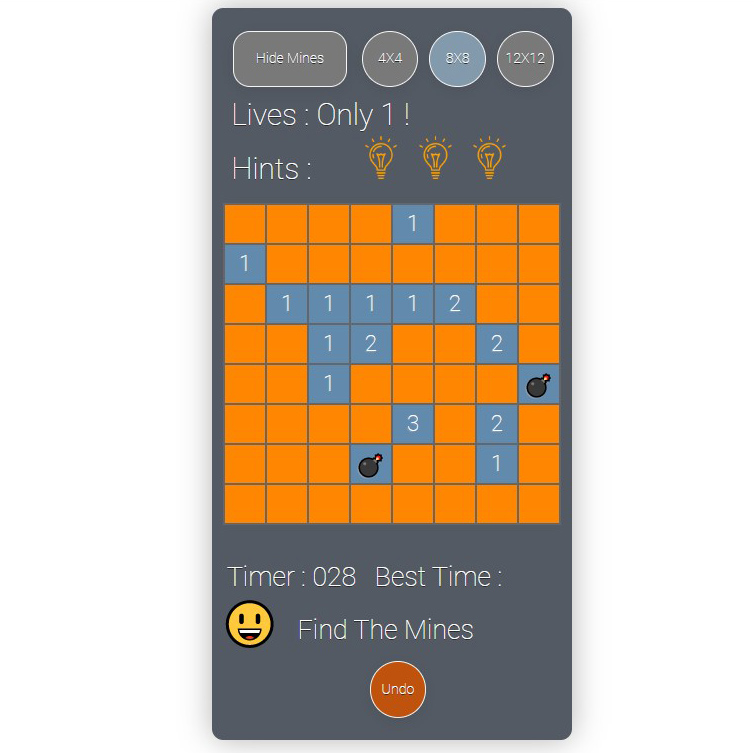 Hide Mines 4X4 8X8 12X12
Lives : Only 1 !
Hints :
1
1
1 1 1 1 2
1 2 2
1
3 2
1
Timer : 028 Best Time :
Find The Mines
Undo